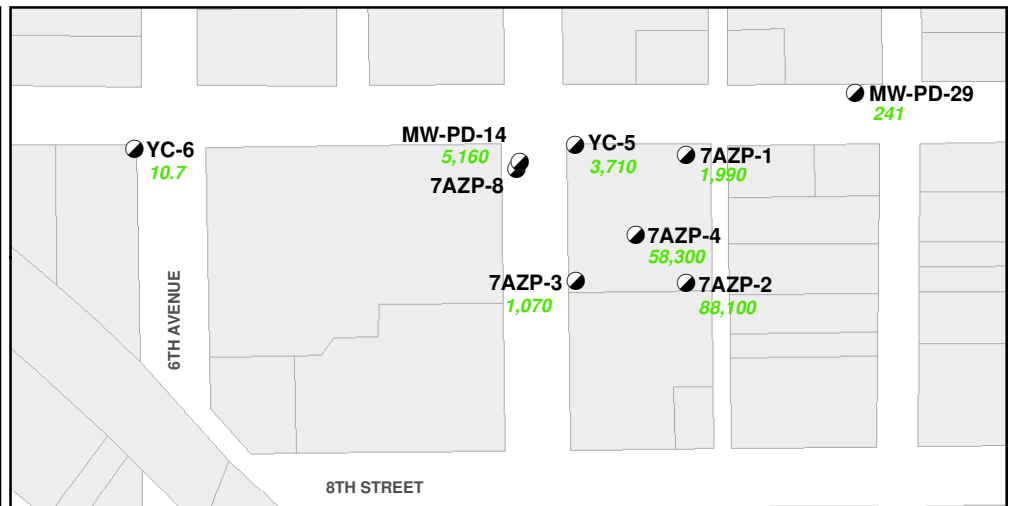 MW-PD-29
241
MW-PD-14
5,160
7AZP-8
YC-6
10.7
YC-5
3,710
7AZP-1
1,990
7AZP-4
58,300
7AZP-3
1,070
7AZP-2
88,100
6TH AVENUE
8TH STREET